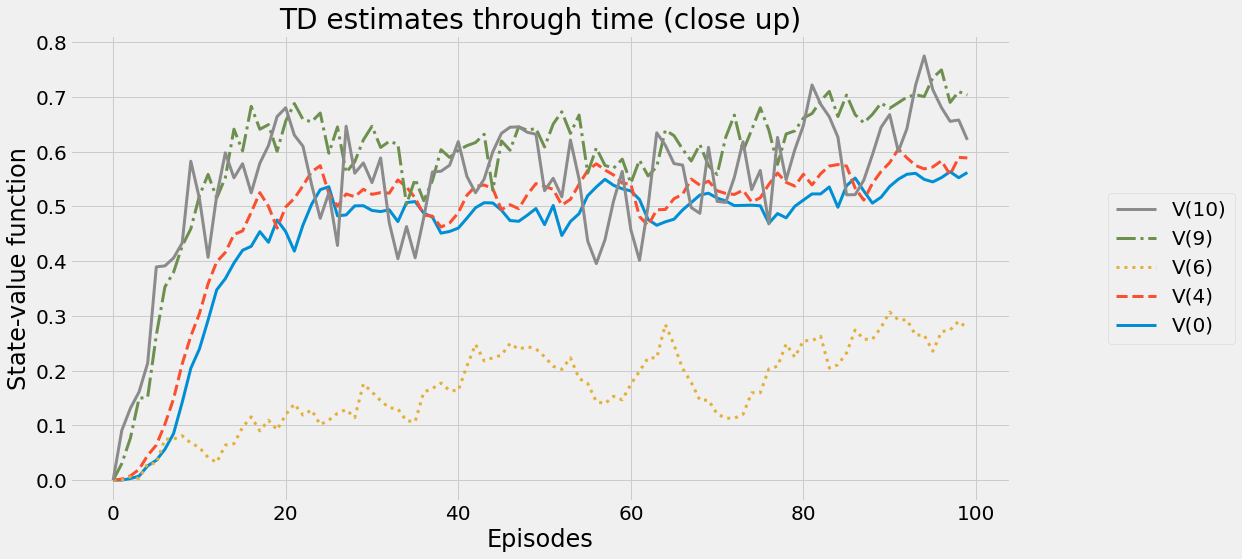 TD estimates through time (close up)
State-value function
0.8
0.7
0.6
0.5
0.4
0.3
0.2
0.1
0.0
0 20 40 60 80 100
Episodes
V(10)
V(9)
V(6)
V(4)
V(0)